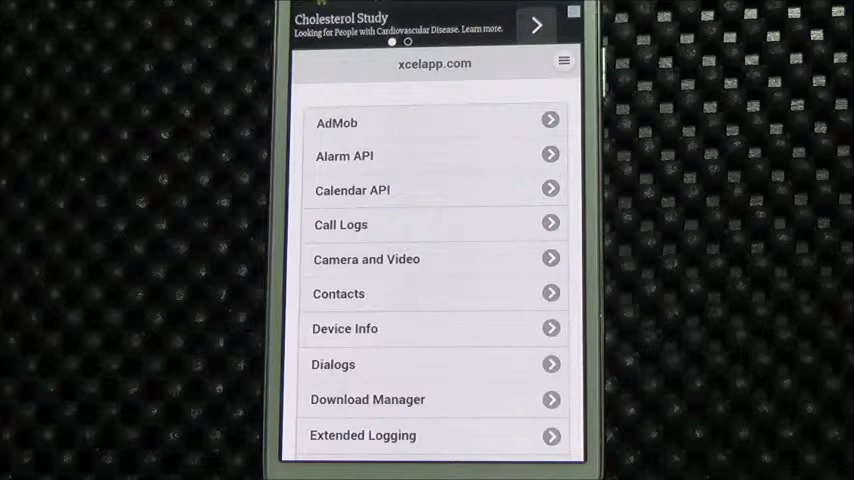 Cholesterol Study
Looking for People with Cardiovascular Disease. Learn more.
xcelapp.com
AdMob
Alarm API
Calendar API
Call Logs
Camera and Video
Contacts
Device Info
Dialogs
Download Manager
Extended Logging